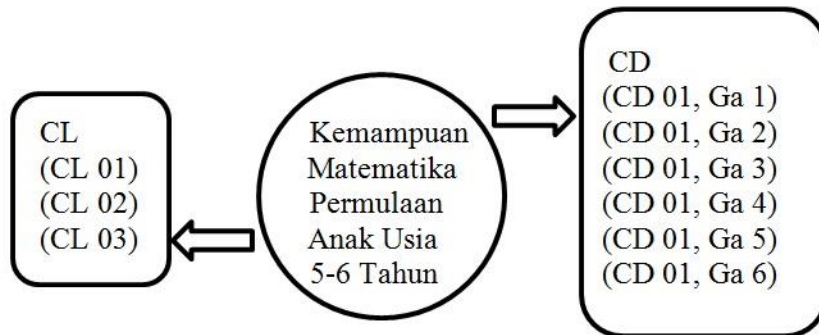 CL
(CL 01)
(CL 02)
(CL 03)
Kemampuan
Matematika
Permulaan
Anak Usia
5-6 Tahun
CD
(CD 01, Ga 1)
(CD 01, Ga 2)
(CD 01, Ga 3)
(CD 01, Ga 4)
(CD 01, Ga 5)
(CD 01, Ga 6)